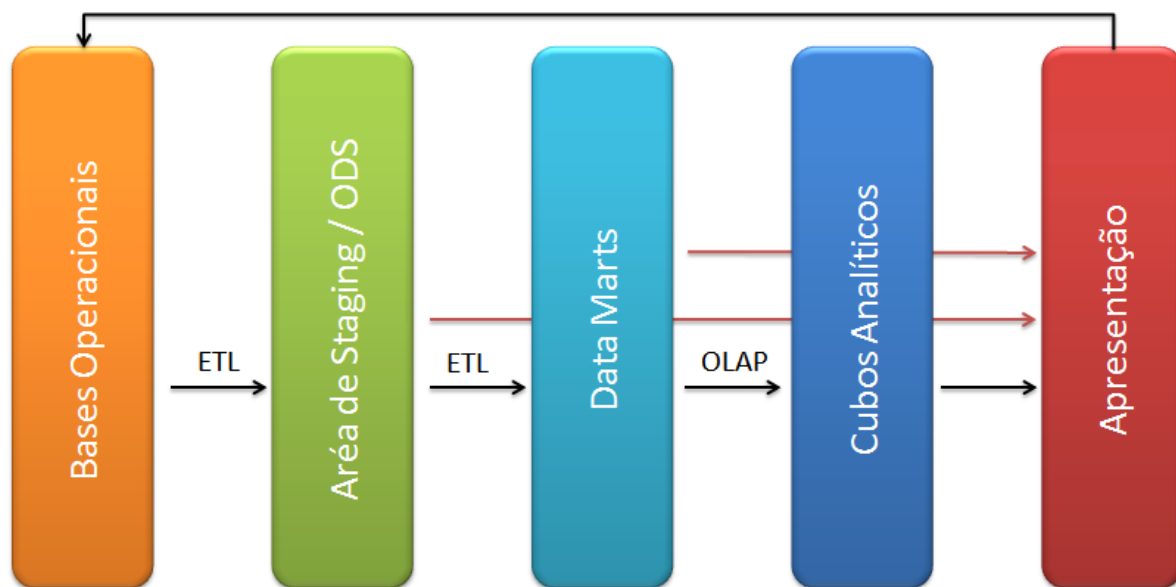 Bases Operacionais
ETL
Aréa de Staging / ODS
ETL
Data Marts
OLAP
Cubos Analíticos
Apresentação